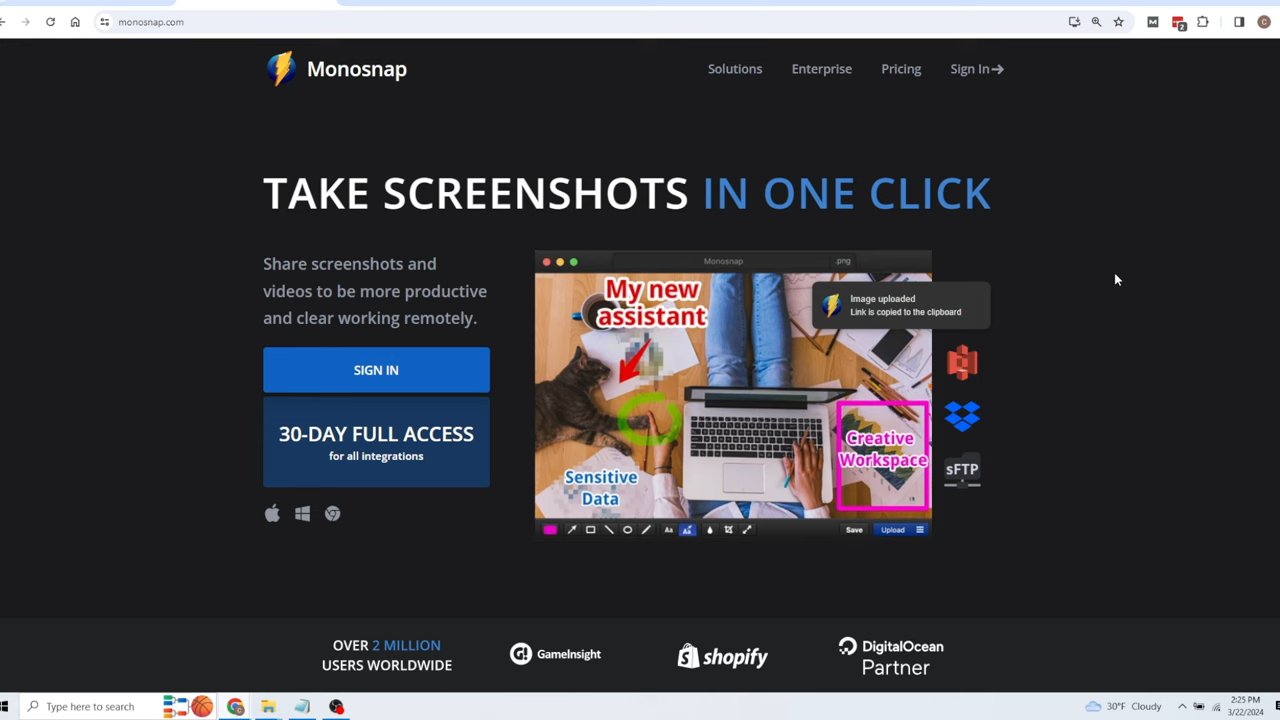 monosnap.com
2
C
Monosnap
Solutions
Enterprise
Pricing
Sign In
TAKE SCREENSHOTS IN ONE CLICK
Share screenshots and
videos to be more productive
and clear working remotely.
SIGN IN
30-DAY FULL ACCESS
for all integrations
Monosnap
.png
My new
assistant
Image uploaded
Link is copied to the clipboard
Creative
Workspace
Sensitive
Data
sFTP
Aa
Save
Upload
OVER 2 MILLION
USERS WORLDWIDE
GameInsight
shopify
DigitalOcean
Partner
Type here to search
30°F Cloudy
2:25 PM
3/22/2024